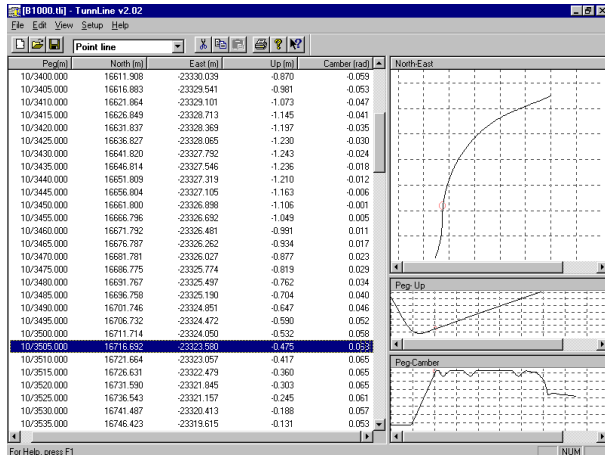 [B1000.tli] - TunnLine v2.02
File Edit View Setup Help
Point line
Peg(m) North (m) East (m) Up (m) Camber (rad)
10/3400.000 16611.908 -23330.039 -0.870 -0.059
10/3405.000 16616.883 -23329.541 -0.981 -0.053
10/3410.000 16621.864 -23329.101 -1.073 -0.047
10/3415.000 16626.849 -23328.713 -1.145 -0.041
10/3420.000 16631.837 -23328.369 -1.197 -0.035
10/3425.000 16636.827 -23328.065 -1.230 -0.030
10/3430.000 16641.820 -23327.792 -1.243 -0.024
10/3435.000 16646.814 -23327.546 -1.236 -0.018
10/3440.000 16651.809 -23327.319 -1.210 -0.012
10/3445.000 16656.804 -23327.105 -1.163 -0.006
10/3450.000 16661.800 -23326.898 -1.106 -0.001
10/3455.000 16666.796 -23326.692 -1.049 0.005
10/3460.000 16671.792 -23326.481 -0.991 0.011
10/3465.000 16676.787 -23326.262 -0.934 0.017
10/3470.000 16681.781 -23326.027 -0.877 0.023
10/3475.000 16686.775 -23325.774 -0.819 0.029
10/3480.000 16691.767 -23325.497 -0.762 0.034
10/3485.000 16696.758 -23325.190 -0.704 0.040
10/3490.000 16701.746 -23324.851 -0.647 0.046
10/3495.000 16706.732 -23324.472 -0.590 0.052
10/3500.000 16711.714 -23324.050 -0.532 0.058
10/3505.000 16716.692 -23323.580 -0.475 0.063
10/3510.000 16721.664 -23323.057 -0.417 0.065
10/3515.000 16726.631 -23322.479 -0.360 0.065
10/3520.000 16731.590 -23321.845 -0.303 0.065
10/3525.000 16736.543 -23321.157 -0.245 0.061
10/3530.000 16741.487 -23320.413 -0.188 0.057
10/3535.000 16746.423 -23319.615 -0.131 0.053
North-East
Peg- Up
Peg-Camber
For Help, press F1
NUM